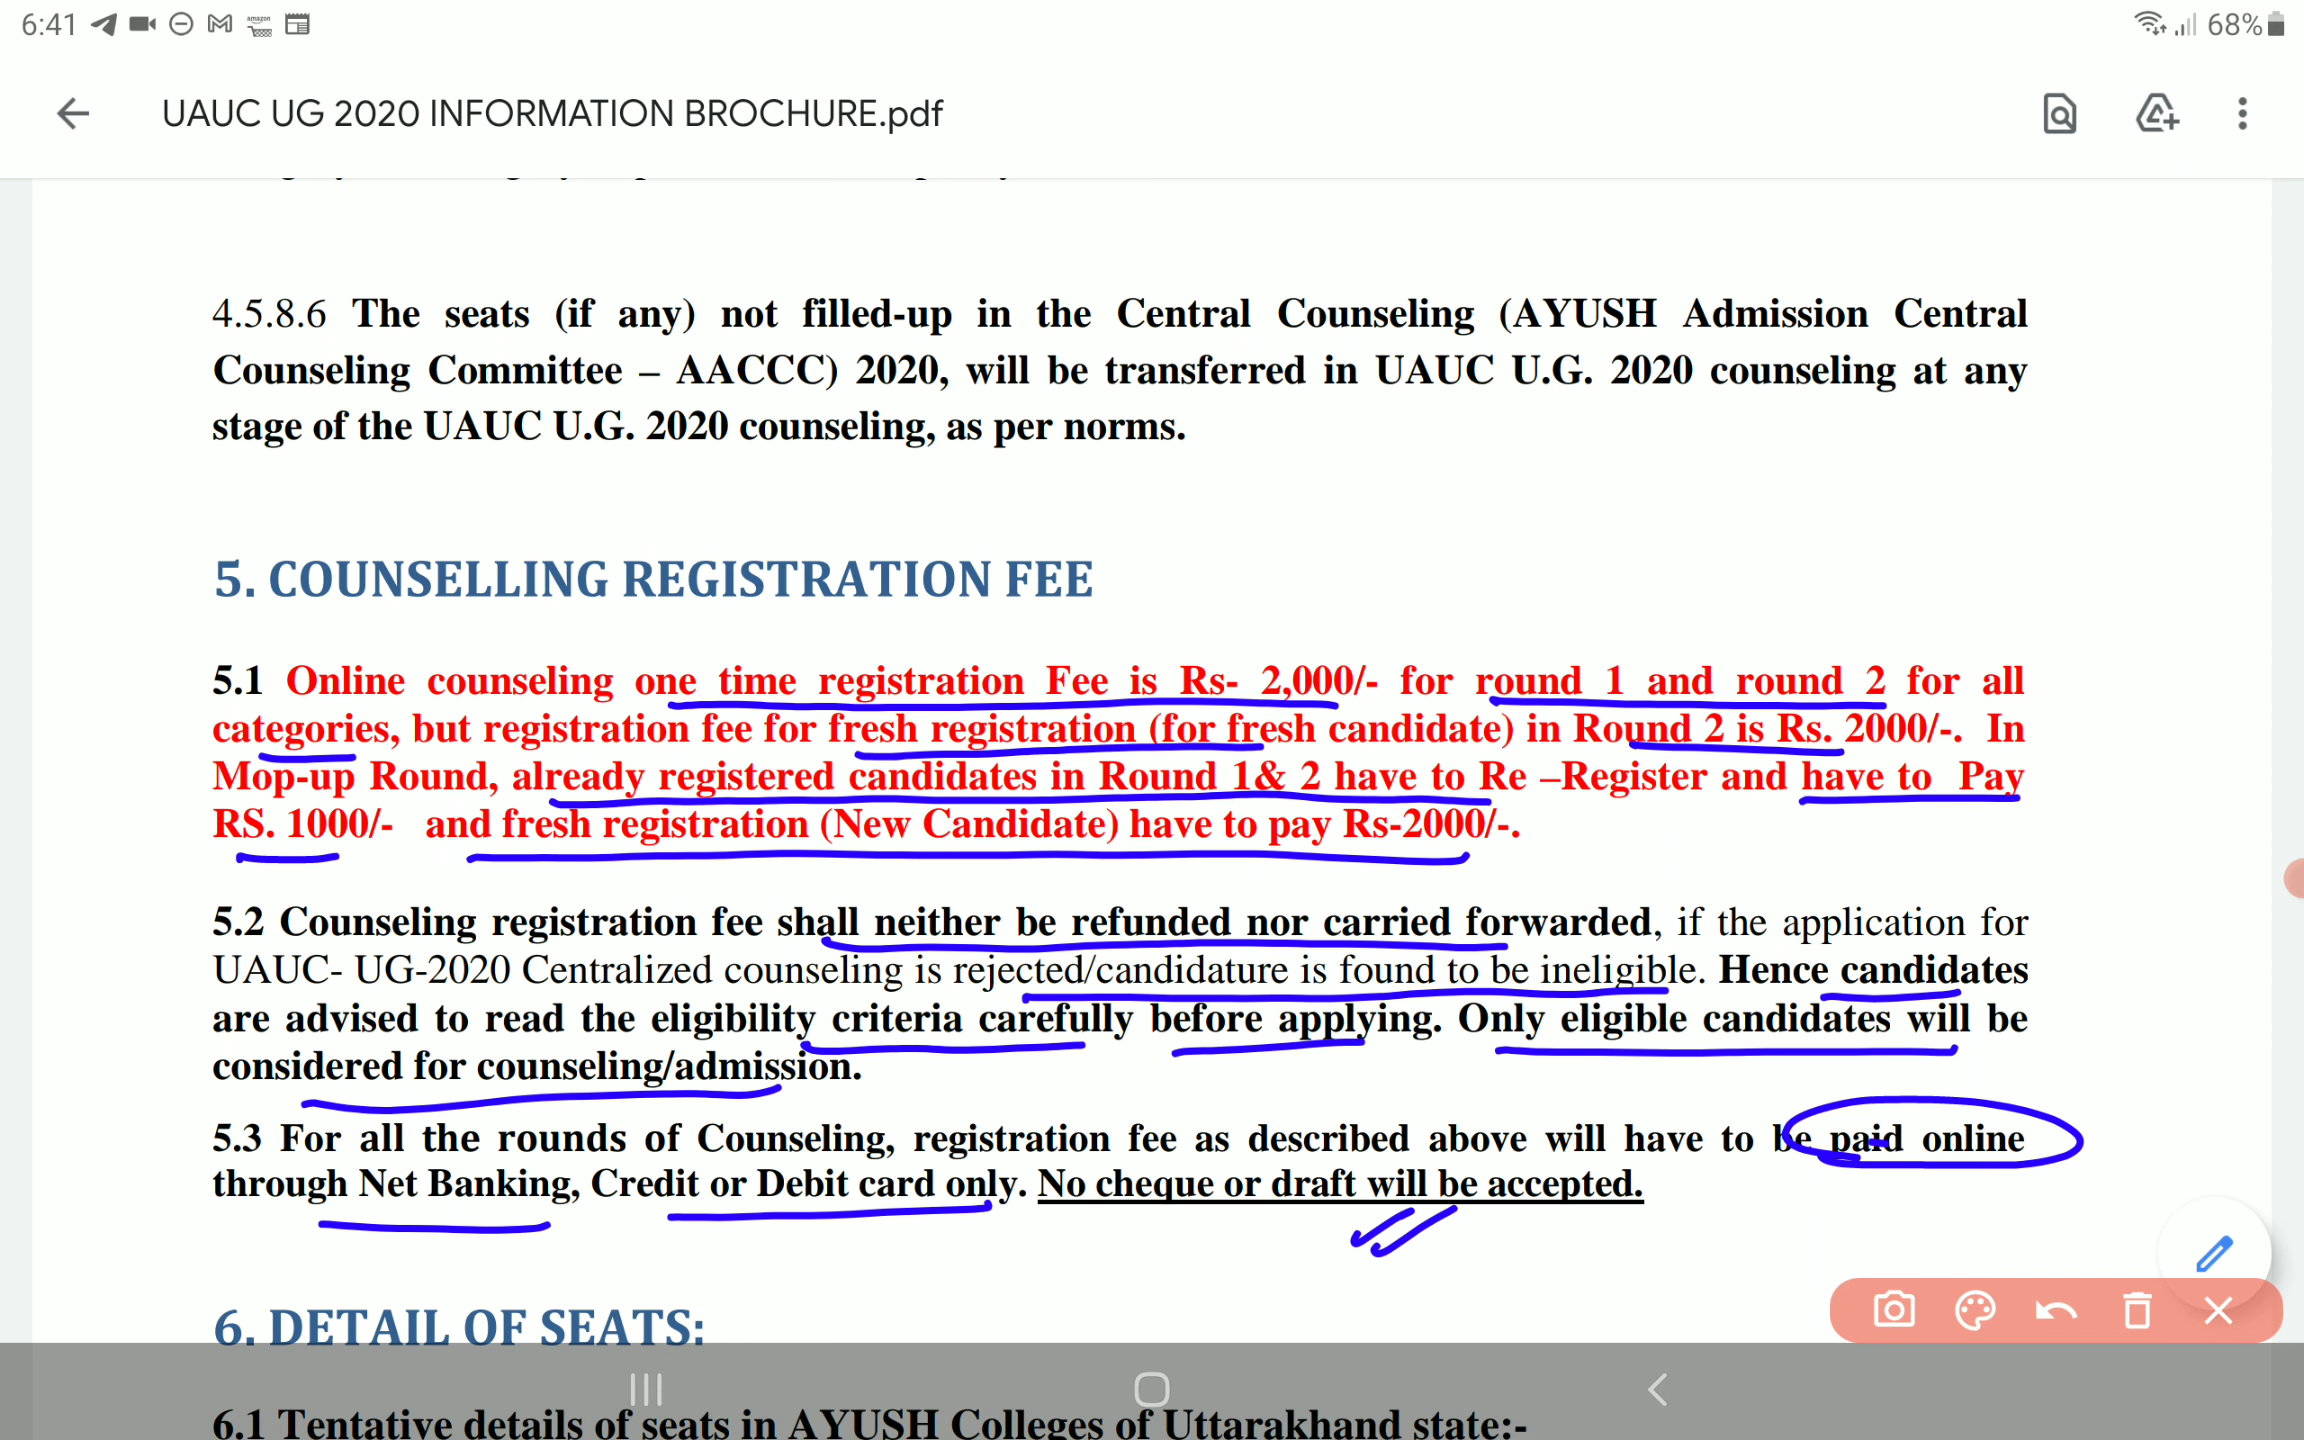 6:41
68%
UAUC UG 2020 INFORMATION BROCHURE.pdf
4.5.8.6 The seats (if any) not filled-up in the Central Counseling (AYUSH Admission Central
Counseling Committee – AACCC) 2020, will be transferred in UAUC U.G. 2020 counseling at any
stage of the UAUC U.G. 2020 counseling, as per norms.
5. COUNSELLING REGISTRATION FEE
5.1 Online counseling one time registration Fee is Rs- 2,000/- for round 1 and round 2 for all
categories, but registration fee for fresh registration (for fresh candidate) in Round 2 is Rs. 2000/-. In
Mop-up Round, already registered candidates in Round 1& 2 have to Re –Register and have to Pay
RS. 1000/- and fresh registration (New Candidate) have to pay Rs-2000/-.
5.2 Counseling registration fee shall neither be refunded nor carried forwarded, if the application for
UAUC- UG-2020 Centralized counseling is rejected/candidature is found to be ineligible. Hence candidates
are advised to read the eligibility criteria carefully before applying. Only eligible candidates will be
considered for counseling/admission.
5.3 For all the rounds of Counseling, registration fee as described above will have to be paid online
through Net Banking, Credit or Debit card only. No cheque or draft will be accepted.
6. DETAIL OF SEATS:
6.1 Tentative details of seats in AYUSH Colleges of Uttarakhand state:-